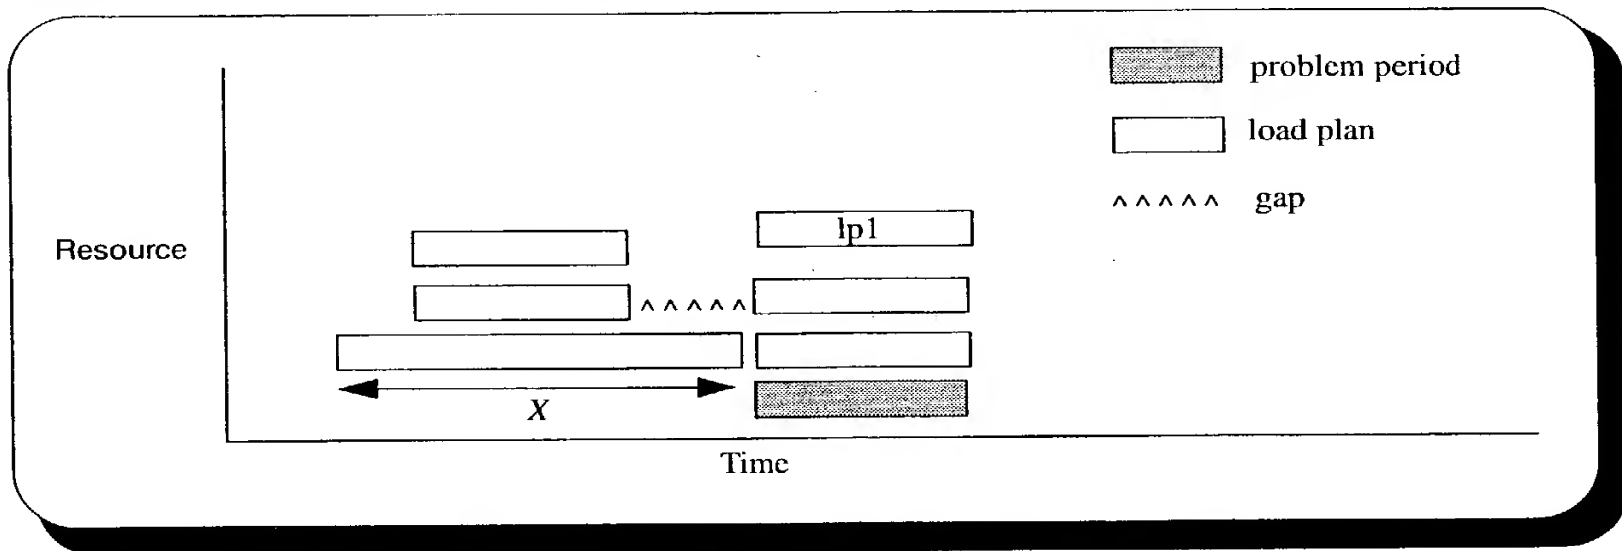 problem period
load plan
^ ^ ^ ^ ^ gap
lp1
Resource
^ ^ ^ ^ ^
X
Time